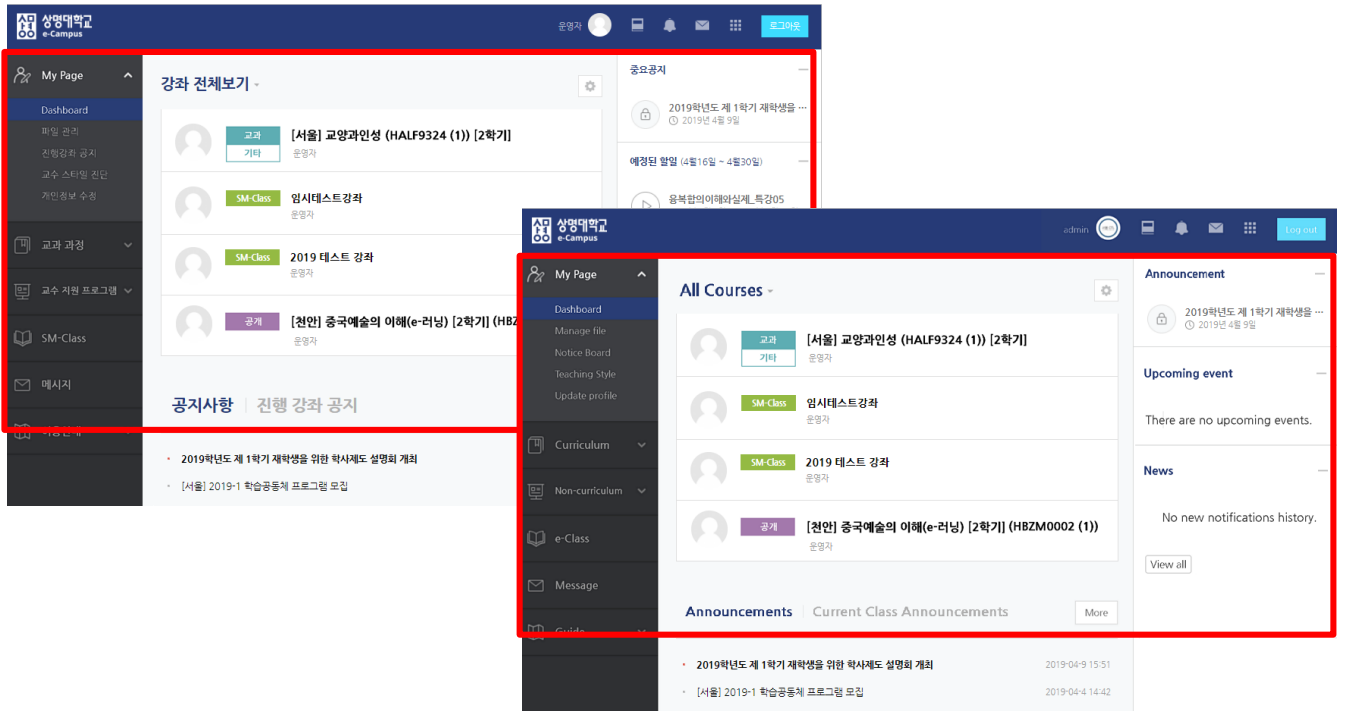 상명대학교
e-Campus
운영자
로그아웃
My Page
Dashboard
파일 관리
진행강좌 공지
교수 스타일 진단
개인정보 수정
교과 과정
교수 지원 프로그램
SM-Class
메시지
강좌 전체보기
교과
기타
[서울] 교양과인성 (HALF9324 (1)) [2학기]
운영자
SM-Class
임시테스트강좌
운영자
SM-Class
2019 테스트 강좌
운영자
공개
[천안] 중국예술의 이해(e-러닝) [2학기] (HBZ
운영자
공지사항
진행 강좌 공지
2019학년도 제 1학기 재학생을 위한 학사제도 설명회 개최
[서울] 2019-1 학습공동체 프로그램 모집
중요공지
2019학년도 제 1학기 재학생을 ···
2019년 4월 9일
예정된 할일 (4월16일 ~ 4월30일)
융복합의이해와실제_특강05
상명대학교
e-Campus
admin
Log out
My Page
Dashboard
Manage file
Notice Board
Teaching Style
Update profile
Curriculum
Non-curriculum
e-Class
Message
Guide
All Courses
교과
기타
[서울] 교양과인성 (HALF9324 (1)) [2학기]
운영자
SM-Class
임시테스트강좌
운영자
SM-Class
2019 테스트 강좌
운영자
공개
[천안] 중국예술의 이해(e-러닝) [2학기] (HBZM0002 (1))
운영자
Announcements
Current Class Announcements
More
2019학년도 제 1학기 재학생을 위한 학사제도 설명회 개최
2019-04-9 15:51
[서울] 2019-1 학습공동체 프로그램 모집
2019-04-4 14:42
Announcement
2019학년도 제 1학기 재학생을 ···
2019년 4월 9일
Upcoming event
There are no upcoming events.
News
No new notifications history.
View all